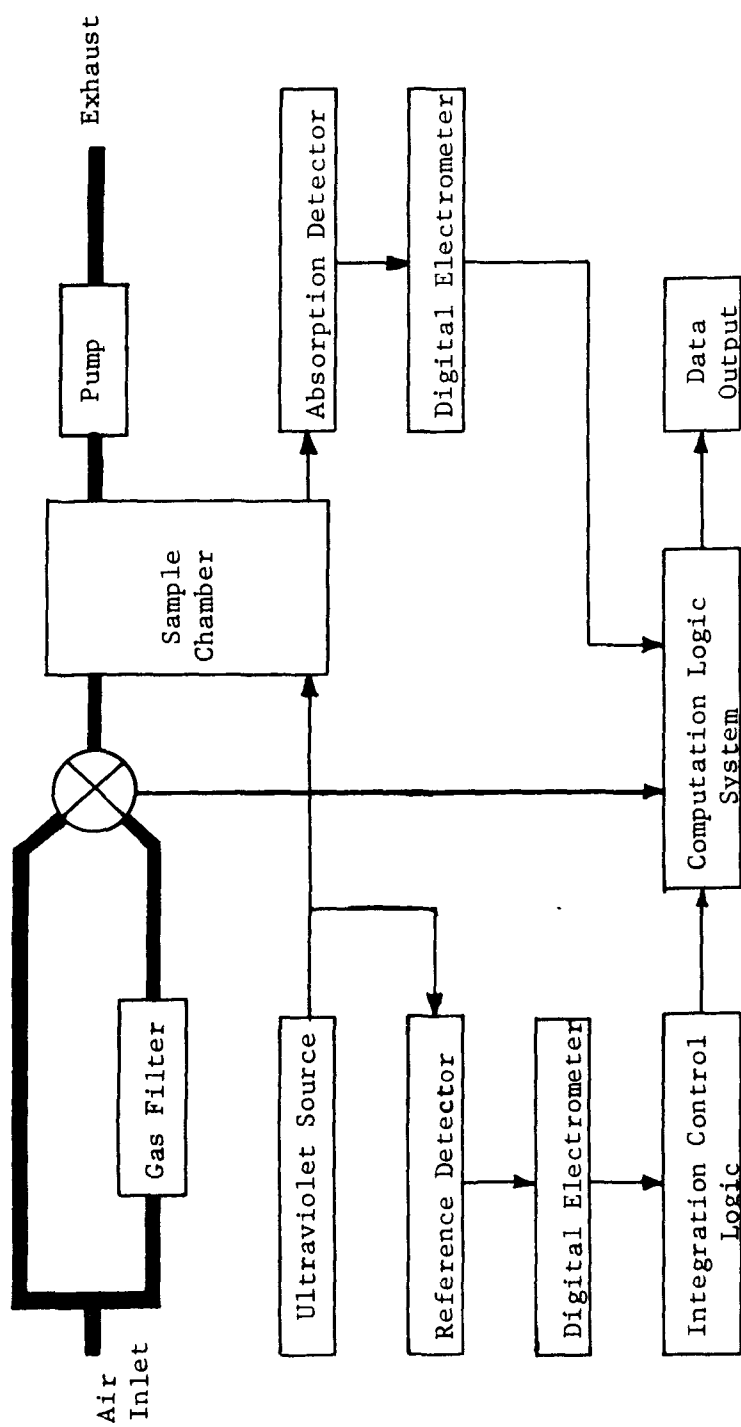 Air
Inlet
Gas Filter
Sample
Chamber
Pump
Exhaust
Ultraviolet Source
Absorption Detector
Reference Detector
Digital Electrometer
Digital Electrometer
Integration Control
Logic
Computation Logic
System
Data
Output